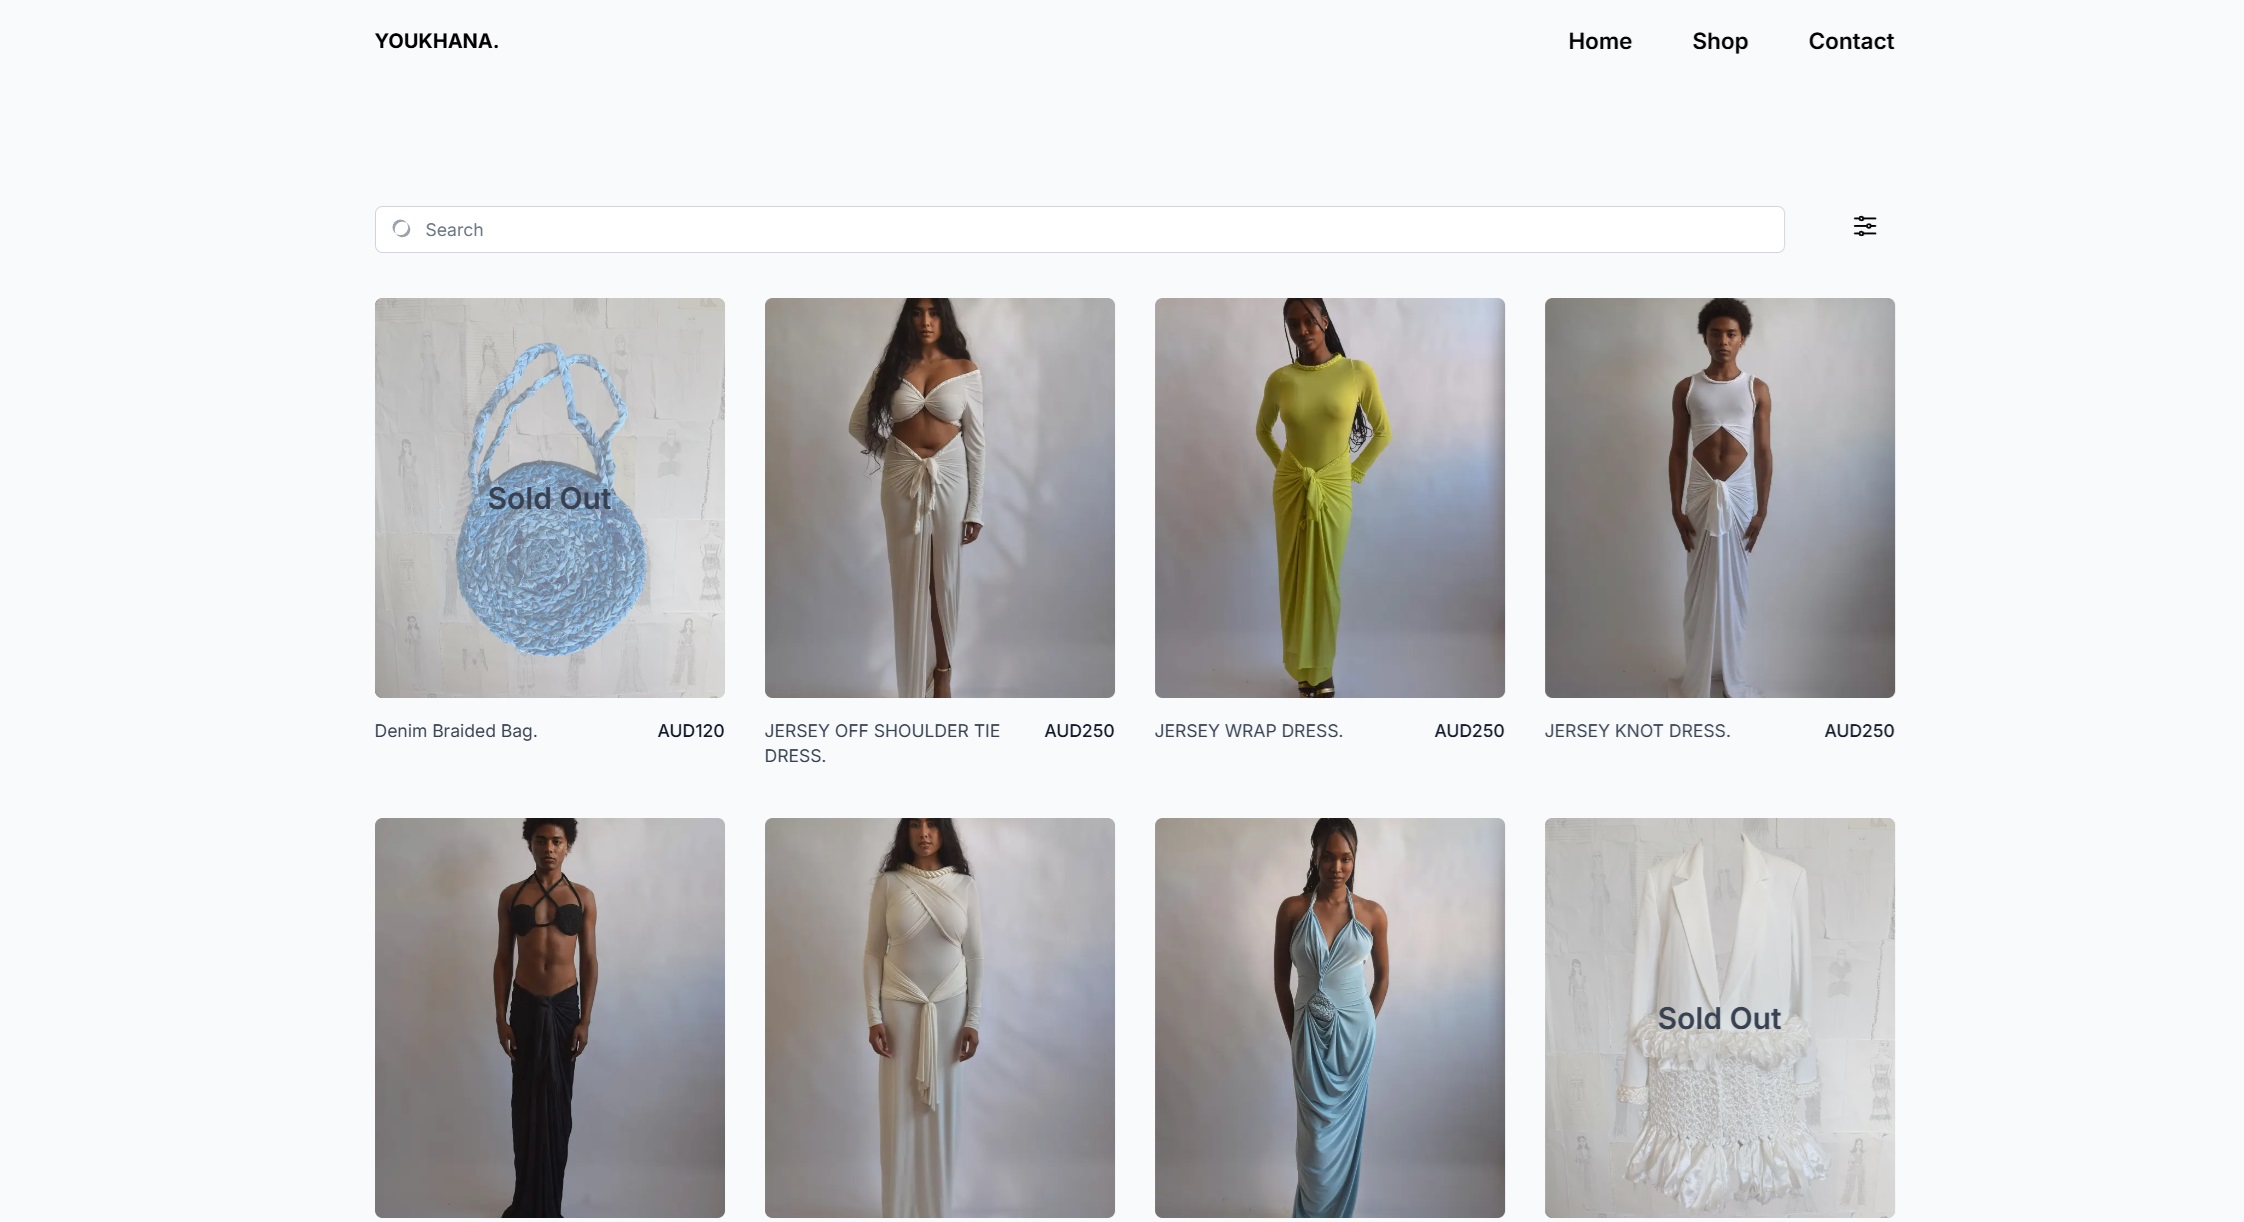 YOUKHANA.
Home
Shop
Contact
Search
Sold Out
Denim Braided Bag.
AUD120
JERSEY OFF SHOULDER TIE
DRESS.
AUD250
JERSEY WRAP DRESS.
AUD250
JERSEY KNOT DRESS.
AUD250
Sold Out